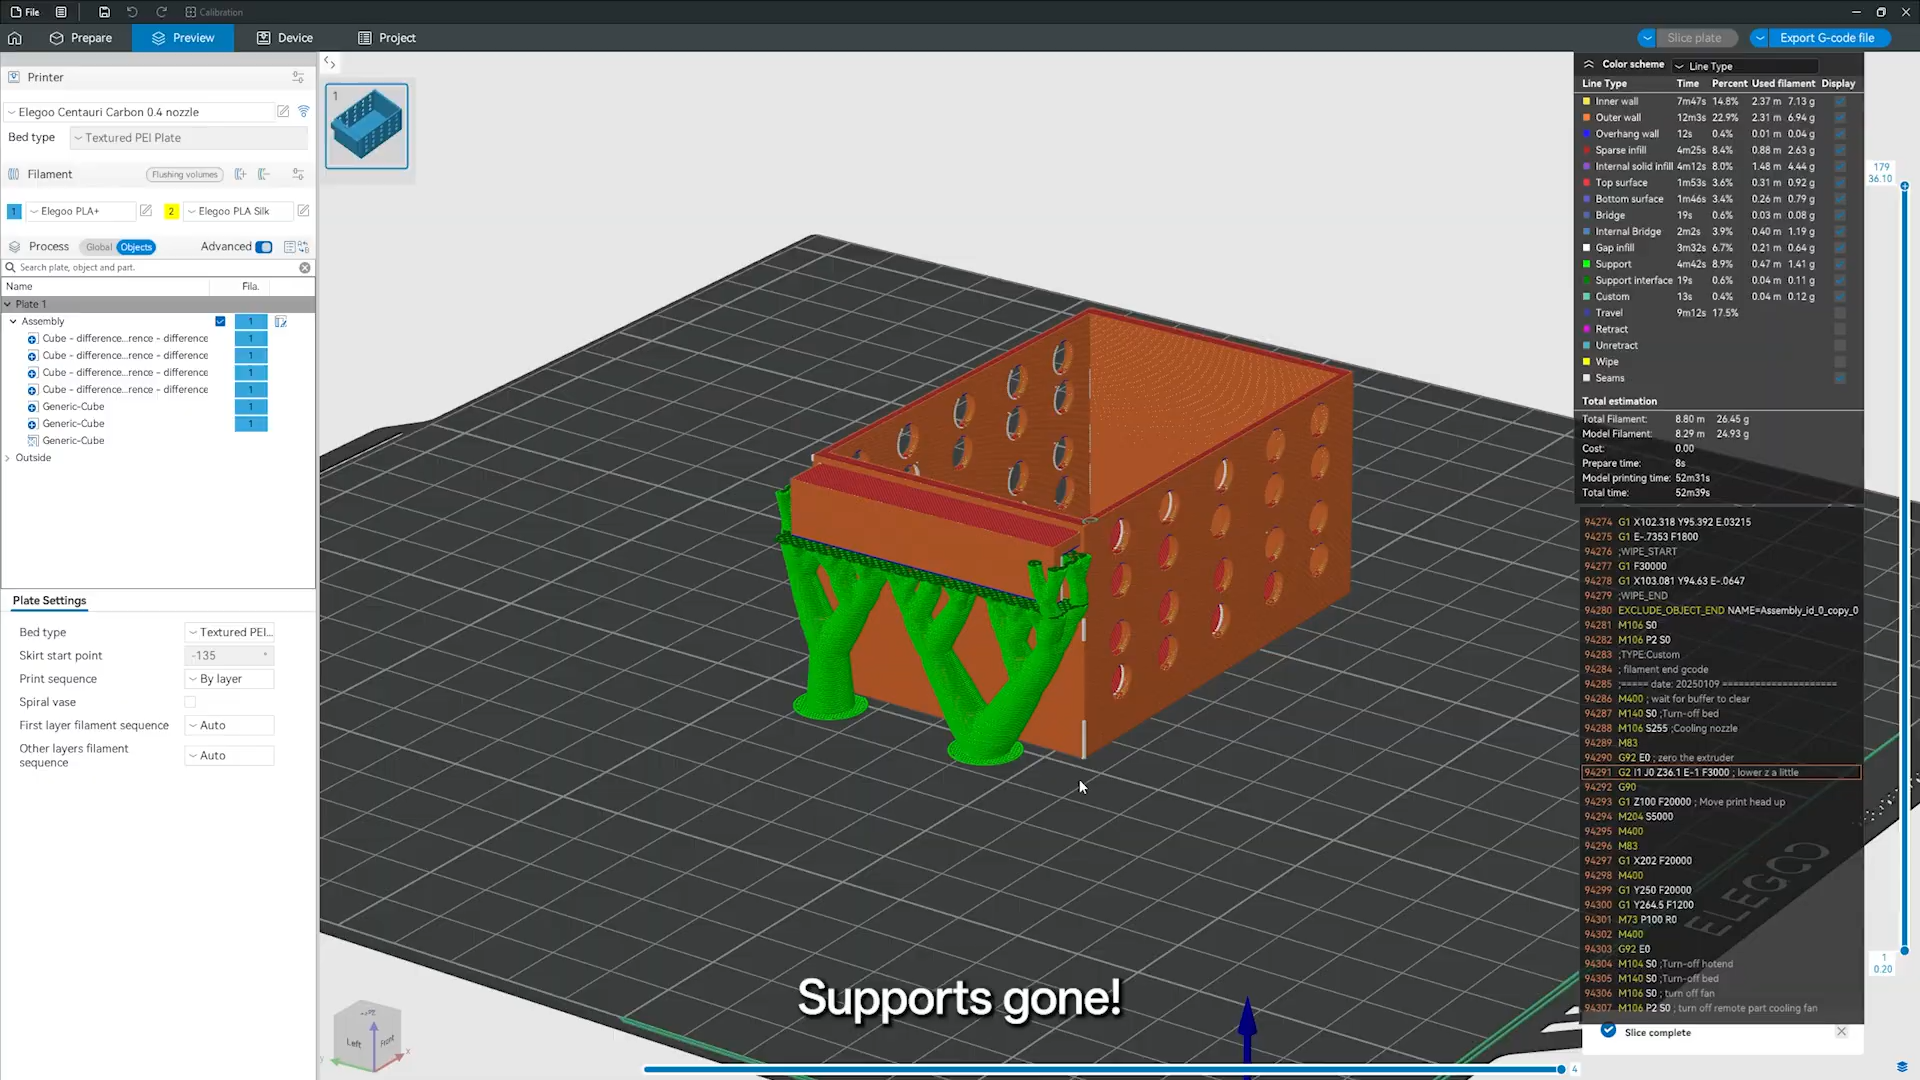 File
Calibration
Prepare
Preview
Device
Project
Slice plate
Export G-code file
Printer
Elegoo Centauri Carbon 0.4 nozzle
Bed type
Textured PEI Plate
Filament
Flushing volumes
1
Elegoo PLA+
2
Elegoo PLA Silk
Process
Global
Objects
Advanced
Search plate, object and part.
Name
Fila.
Plate 1
Assembly
1
Cube - difference...rence - difference
1
Cube - difference...rence - difference
1
Cube - difference...rence - difference
1
Cube - difference...rence - difference
1
Generic-Cube
1
Generic-Cube
1
Generic-Cube
Outside
Plate Settings
Bed type
Textured PEI...
Skirt start point
-135
°
Print sequence
By layer
Spiral vase
First layer filament sequence
Auto
Other layers filament
sequence
Auto
1
Color scheme
Line Type
Line Type Time Percent Used filament Display
Inner wall 7m47s 14.8% 2.37 m 7.13 g
Outer wall 12m3s 22.9% 2.31 m 6.94 g
Overhang wall 12s 0.4% 0.01 m 0.04 g
Sparse infill 4m25s 8.4% 0.88 m 2.63 g
Internal solid infill 4m12s 8.0% 1.48 m 4.44 g
Top surface 1m53s 3.6% 0.31 m 0.92 g
Bottom surface 1m46s 3.4% 0.26 m 0.79 g
Bridge 19s 0.6% 0.03 m 0.08 g
Internal Bridge 2m2s 3.9% 0.40 m 1.19 g
Gap infill 3m32s 6.7% 0.21 m 0.64 g
Support 4m42s 8.9% 0.47 m 1.41 g
Support interface 19s 0.6% 0.04 m 0.11 g
Custom 13s 0.4% 0.04 m 0.12 g
Travel 9m12s 17.5%
Retract
Unretract
Wipe
Seams
Total estimation
Total Filament: 8.80 m 26.45 g
Model Filament: 8.29 m 24.93 g
Cost: 0.00
Prepare time: 8s
Model printing time: 52m31s
Total time: 52m39s
94274 G1 X102.318 Y95.392 E.03215
94275 G1 E-.7353 F1800
94276 ;WIPE_START
94277 G1 F30000
94278 G1 X103.081 Y94.63 E-.0647
94279 ;WIPE_END
94280 EXCLUDE_OBJECT_END NAME=Assembly_id_0_copy_0
94281 M106 S0
94282 M106 P2 S0
94283 ;TYPE:Custom
94284 ; filament end gcode
94285 ;===== date: 20250109 =====================
94286 M400 ; wait for buffer to clear
94287 M140 S0 ;Turn-off bed
94288 M106 S255 ;Cooling nozzle
94289 M83
94290 G92 E0 ; zero the extruder
94291 G2 I1 J0 Z36.1 E-1 F3000 ; lower z a little
94292 G90
94293 G1 Z100 F20000 ; Move print head up
94294 M204 S5000
94295 M400
94296 M83
94297 G1 X202 F20000
94298 M400
94299 G1 Y250 F20000
94300 G1 Y264.5 F1200
94301 M73 P100 R0
94302 M400
94303 G92 E0
94304 M104 S0 ;Turn-off hotend
94305 M140 S0 ;Turn-off bed
94306 M106 S0 ; turn off fan
94307 M106 P2 S0 ; turn off remote part cooling fan
Slice complete
179
36.10
1
0.20
ELEGOO
Supports gone!
Left
Front
y
x
4